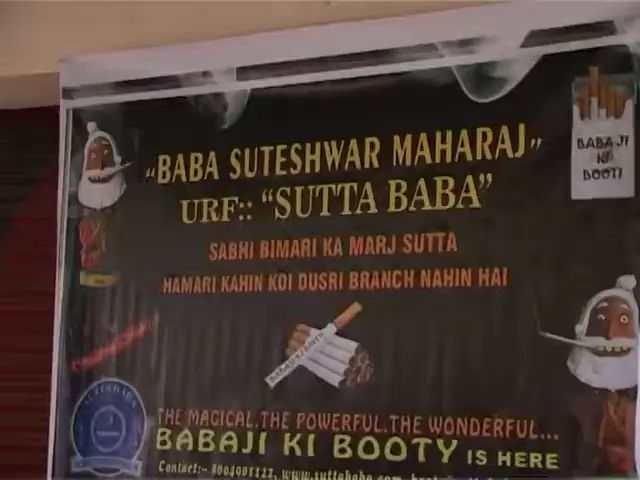 "BABA SUTESHWAR MAHARAJ"
URF:: "SUTTA BABA"
SABHI BIMARI KA MARJ SUTTA
HAMARI KAHIN KOI DUSRI BRANCH NAHIN HAI
BABA JI
KI
BOOTI
THE MAGICAL.THE POWERFUL.THE WONDERFUL...
BABAJI KI BOOTY IS HERE
Contact:-